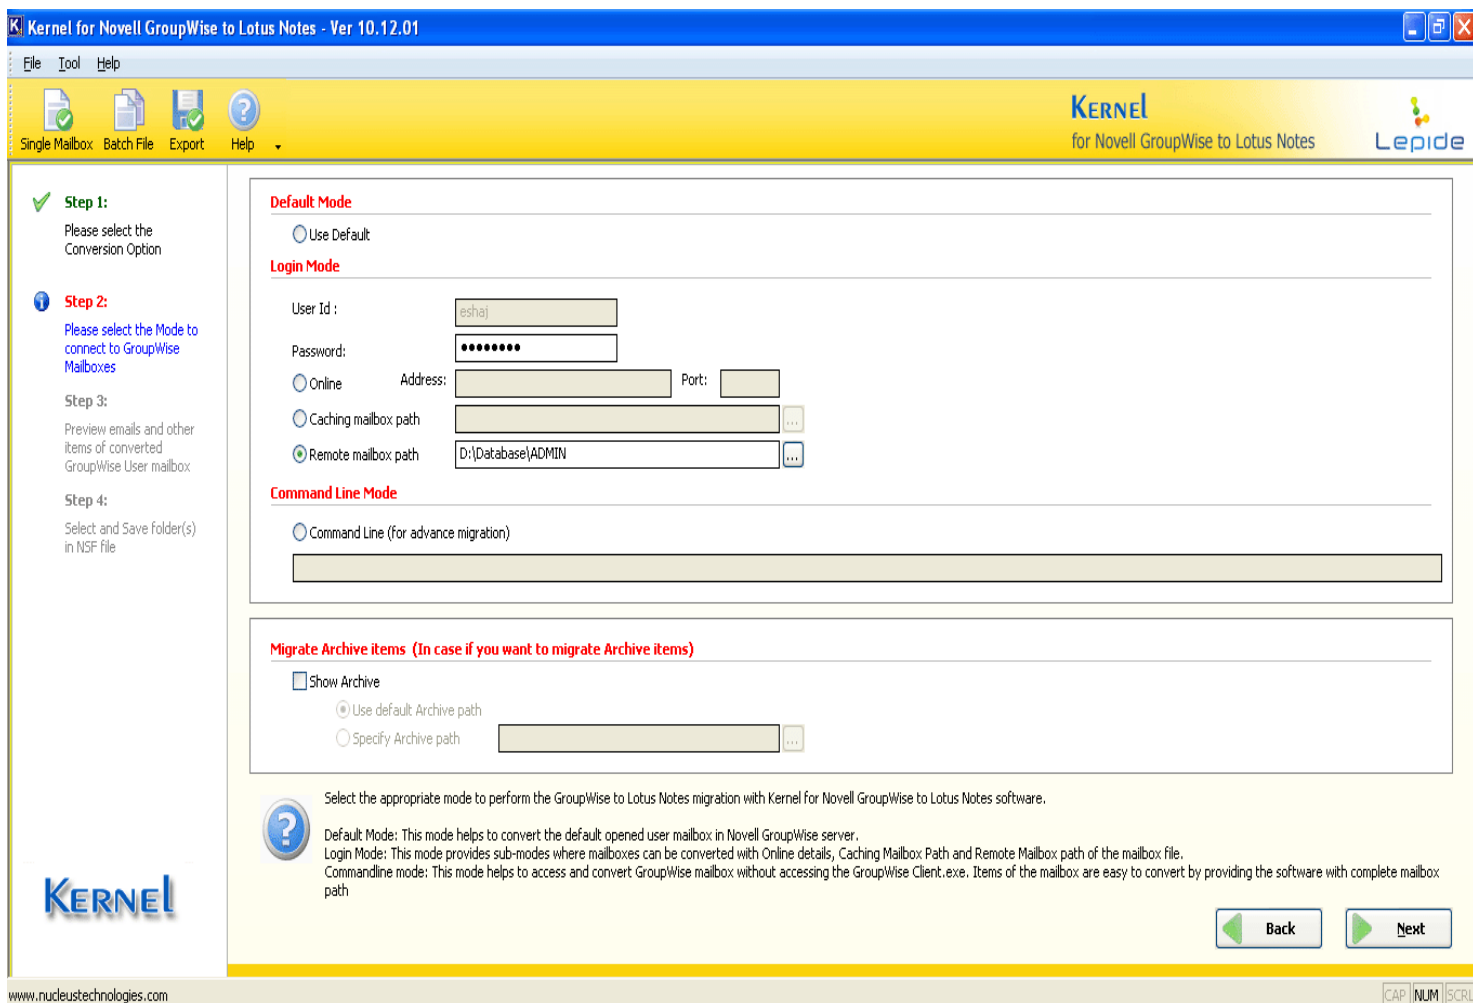 Kernel for Novell GroupWise to Lotus Notes - Ver 10.12.01
File Tool Help
Single Mailbox Batch File Export Help
KERNEL
for Novell GroupWise to Lotus Notes
Lepide
Step 1:
Please select the
Conversion Option
Step 2:
Please select the Mode to
connect to GroupWise
Mailboxes
Step 3:
Preview emails and other
items of converted
GroupWise User mailbox
Step 4:
Select and Save folder(s)
in NSF file
KERNEL
Default Mode
Use Default
Login Mode
User Id : eshaj
Password: ••••••••
Online Address: Port:
Caching mailbox path ...
Remote mailbox path D:\Database\ADMIN ...
Command Line Mode
Command Line (for advance migration)
Migrate Archive items (In case if you want to migrate Archive items)
Show Archive
Use default Archive path
Specify Archive path ...
Select the appropriate mode to perform the GroupWise to Lotus Notes migration with Kernel for Novell GroupWise to Lotus Notes software.
Default Mode: This mode helps to convert the default opened user mailbox in Novell GroupWise server.
Login Mode: This mode provides sub-modes where mailboxes can be converted with Online details, Caching Mailbox Path and Remote Mailbox path of the mailbox file.
Commandline mode: This mode helps to access and convert GroupWise mailbox without accessing the GroupWise Client.exe. Items of the mailbox are easy to convert by providing the software with complete mailbox
path
Back Next
www.nucleustechnologies.com CAP NUM SCRL